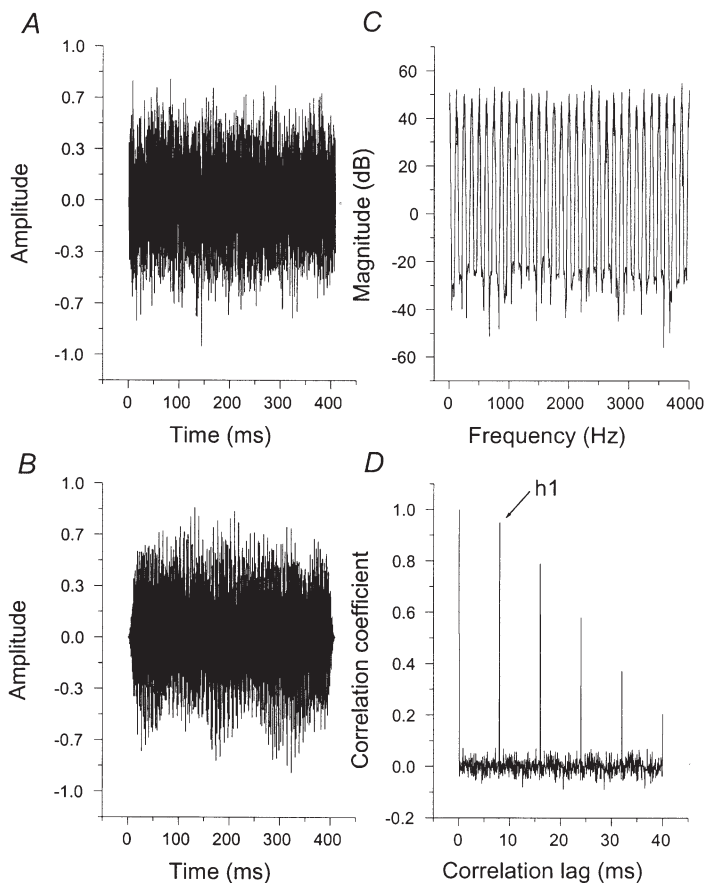 A
1.0
0.7
0.3
0.0
-0.3
-0.7
-1.0
Amplitude
0 100 200 300 400
Time (ms)
C
60
40
20
0
-20
-40
-60
Magnitude (dB)
0 1000 2000 3000 4000
Frequency (Hz)
B
1.0
0.7
0.3
0.0
-0.3
-0.7
-1.0
Amplitude
0 100 200 300 400
Time (ms)
D
h1
1.0
0.8
0.6
0.4
0.2
0.0
-0.2
Correlation coefficient
0 10 20 30 40
Correlation lag (ms)